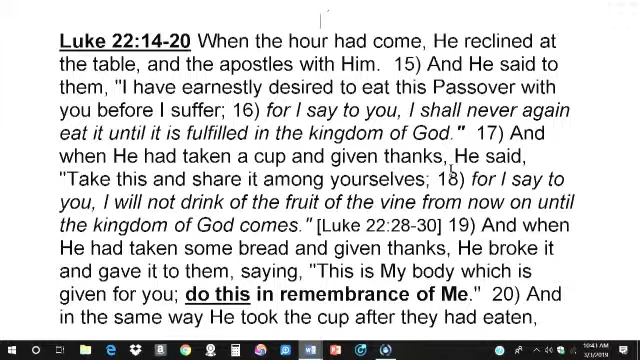 Luke 22:14-20 When the hour had come, He reclined at
the table, and the apostles with Him.  15) And He said to
them, "I have earnestly desired to eat this Passover with
you before I suffer; 16) for I say to you, I shall never again
eat it until it is fulfilled in the kingdom of God."  17) And
when He had taken a cup and given thanks, He said,
"Take this and share it among yourselves; 18) for I say to
you, I will not drink of the fruit of the vine from now on until
the kingdom of God comes." [Luke 22:28-30] 19) And when
He had taken some bread and given thanks, He broke it
and gave it to them, saying, "This is My body which is
given for you; do this in remembrance of Me."  20) And
in the same way He took the cup after they had eaten,
10:41 AM
3/3/2019